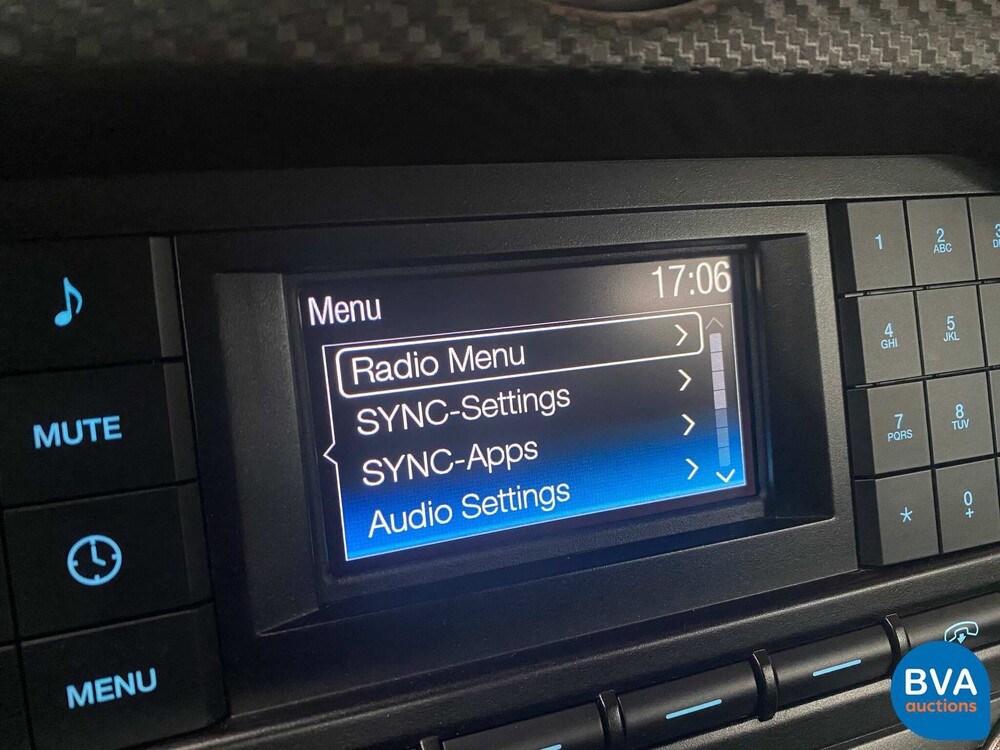 Menu
17:06
Radio Menu
SYNC-Settings
SYNC-Apps
Audio Settings
MUTE
MENU
1
2
ABC
3
4
GHI
5
JKL
7
PQRS
8
TUV
*
0
+
BVA
auctions